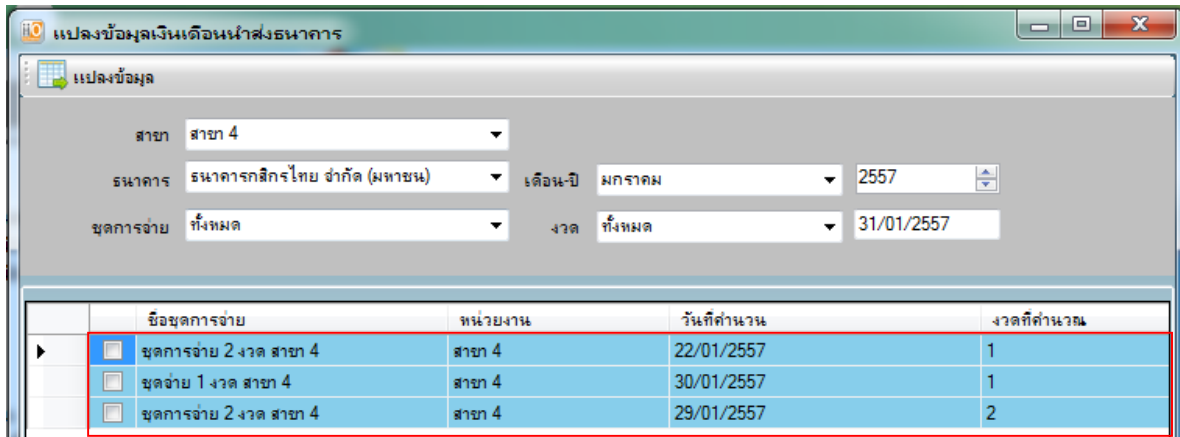 แปลงข้อมูลเงินเดือนนำส่งธนาคาร
แปลงข้อมูล
สาขา สาขา 4
ธนาคาร ธนาคารกสิกรไทย จำกัด (มหาชน) เดือน-ปี มกราคม 2557
ชุดการจ่าย ทั้งหมด งวด ทั้งหมด 31/01/2557
ชื่อชุดการจ่าย หน่วยงาน วันที่คำนวน งวดที่คำนวณ
ชุดการจ่าย 2 งวด สาขา 4 สาขา 4 22/01/2557 1
ชุดจ่าย 1 งวด สาขา 4 สาขา 4 30/01/2557 1
ชุดการจ่าย 2 งวด สาขา 4 สาขา 4 29/01/2557 2